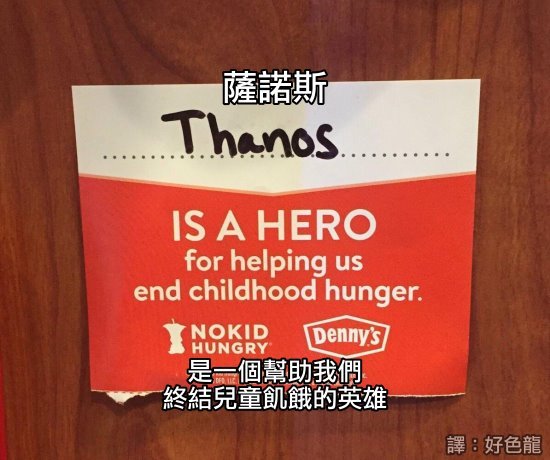 薩諾斯
Thanos
IS A HERO
for helping us
end childhood hunger.
NOKID
HUNGRY
Denny's
是一個幫助我們
終結兒童飢餓的英雄
譯：好色龍